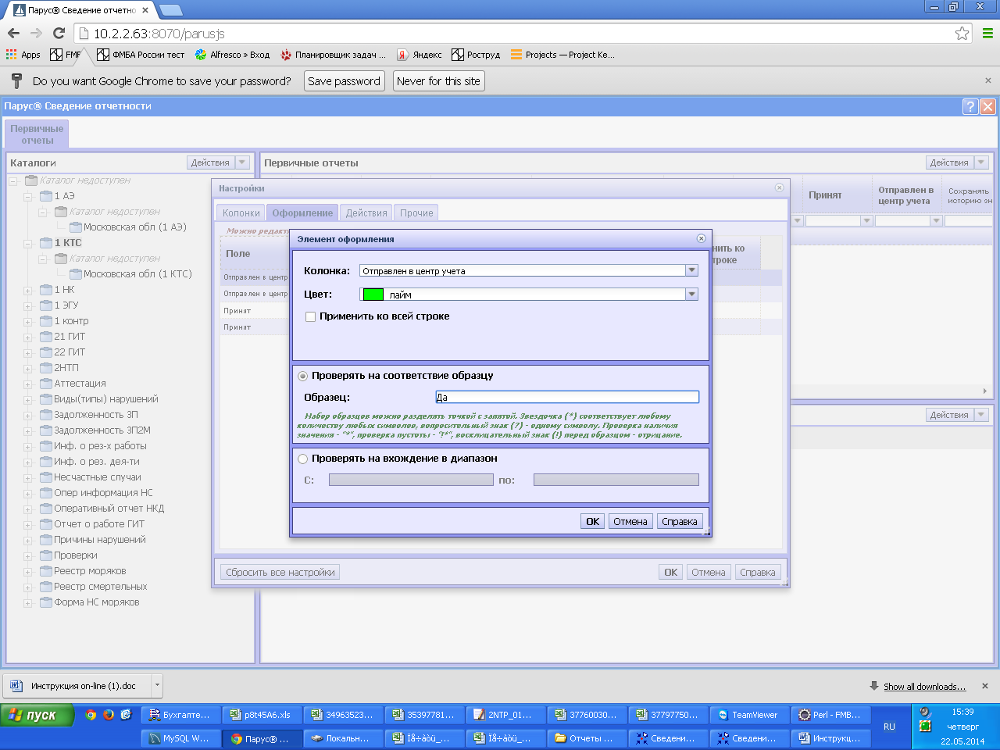 Парус® Сведение отчетно
10.2.2.63:8070/parusjs
Apps
FMB
ФМБА России тест
Alfresco » Вход
Планировщик задач ...
Яндекс
Роструд
Projects — Project Ke...
Do you want Google Chrome to save your password?
Save password
Never for this site
Парус® Сведение отчетности
Первичные
отчеты
Каталоги
Действия
Первичные отчеты
Действия
Каталог недоступен
1 АЭ
Каталог недоступен
Московская обл (1 АЭ)
1 КТС
Каталог недоступен
Московская обл (1 КТС)
1 НК
1 ЭГУ
1 контр
21 ГИТ
22 ГИТ
2НТП
Аттестация
Виды(типы) нарушений
Задолженность ЗП
Задолженность ЗП2М
Инф. о рез-х работы
Инф. о рез. дея-ти
Несчастные случаи
Опер информация НС
Оперативный отчет НКД
Отчет о работе ГИТ
Причины нарушений
Проверки
Реестр моряков
Реестр смертельных
Форма НС моряков
Принят
Отправлен в
центр учета
Сохранять
историю зн
Действия
Настройки
Колонки
Оформление
Действия
Прочие
Можно редакт
Поле
нить ко
троке
Отправлен в центр
Отправлен в центр
Принят
Принят
Элемент оформления
Колонка:
Отправлен в центр учета
Цвет:
лайм
Применить ко всей строке
Проверять на соответствие образцу
Образец:
Да
Набор образцов можно разделять точкой с запятой. Звездочка (*) соответствует любому
количеству любых символов, вопросительный знак (?) - одному символу. Проверка наличия
значения - "*", проверка пустоты - "!*", восклицательный знак (!) перед образцом - отрицание.
Проверять на вхождение в диапазон
С:
по:
OK
Отмена
Справка
Сбросить все настройки
OK
Отмена
Справка
Инструкция on-line (1).doc
Show all downloads...
пуск
Бухгалте...
p8t45A6.xls
34963523...
35397781...
2NTP_01...
37760030...
37797750...
TeamViewer
Perl - FMB...
MySQL W...
Парус® ...
Локальн...
Ïå÷àòü_...
Ïå÷àòü_...
Отчеты ...
Сведени...
Сведени...
Инструкц...
RU
15:39
четверг
22.05.2014